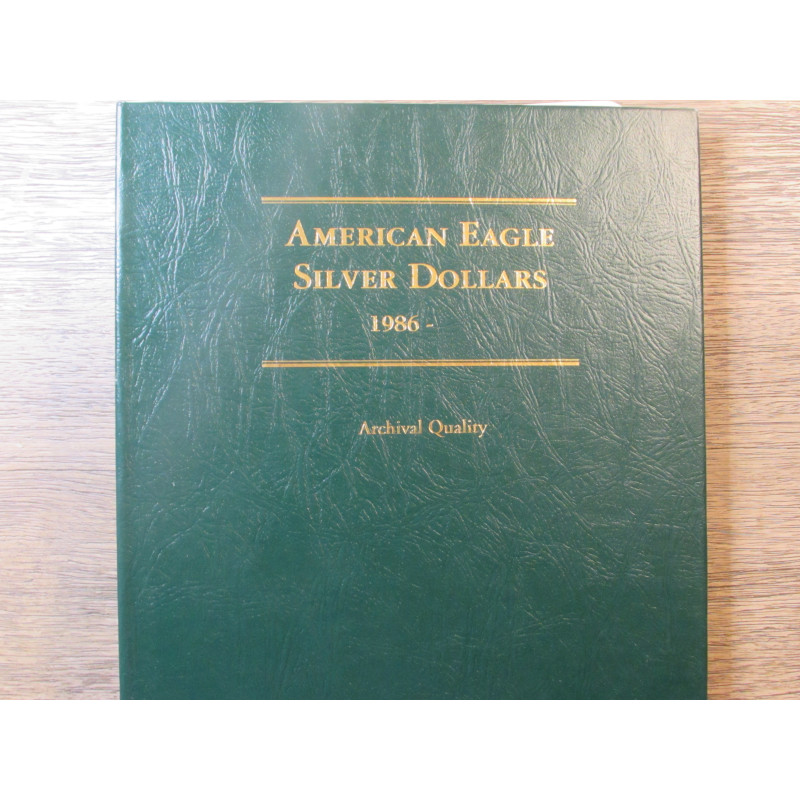 American Eagle
Silver Dollars
1986 -
Archival Quality